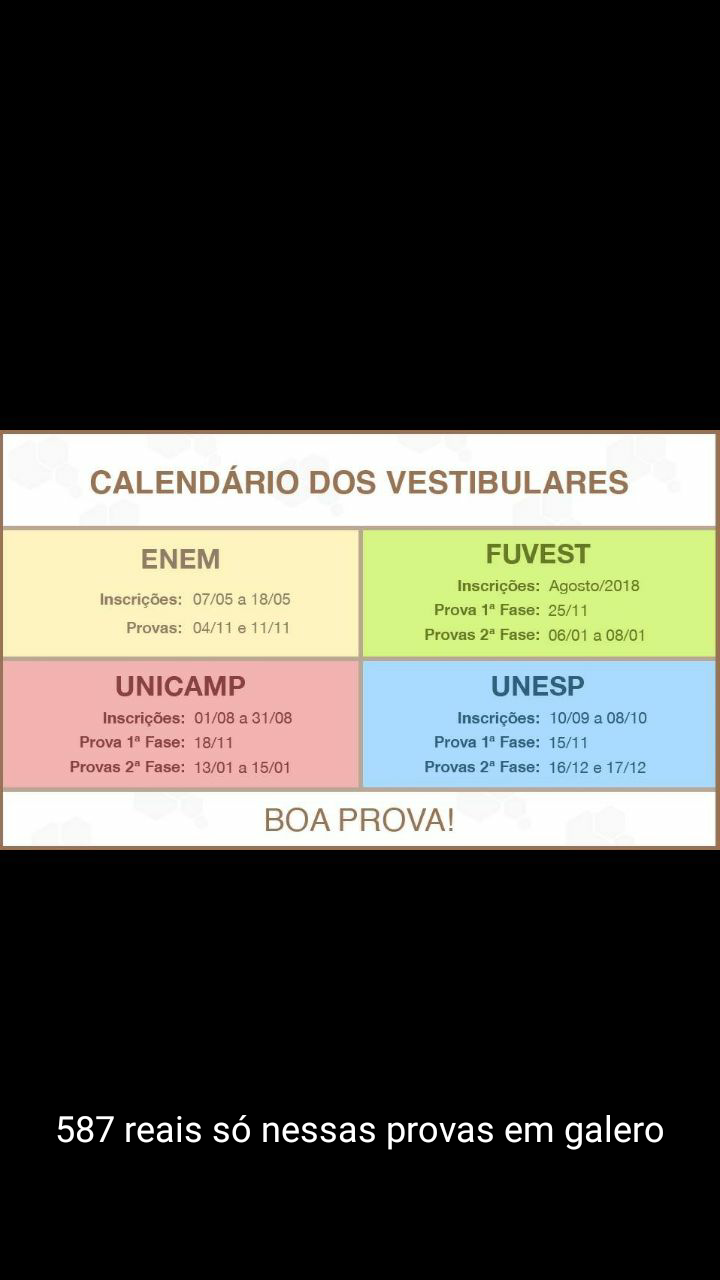 CALENDÁRIO DOS VESTIBULARES
ENEM
Inscrições: 07/05 a 18/05
Provas: 04/11 e 11/11
FUVEST
Inscrições: Agosto/2018
Prova 1ª Fase: 25/11
Provas 2ª Fase: 06/01 a 08/01
UNICAMP
Inscrições: 01/08 a 31/08
Prova 1ª Fase: 18/11
Provas 2ª Fase: 13/01 a 15/01
UNESP
Inscrições: 10/09 a 08/10
Prova 1ª Fase: 15/11
Provas 2ª Fase: 16/12 e 17/12
BOA PROVA!
587 reais só nessas provas em galero